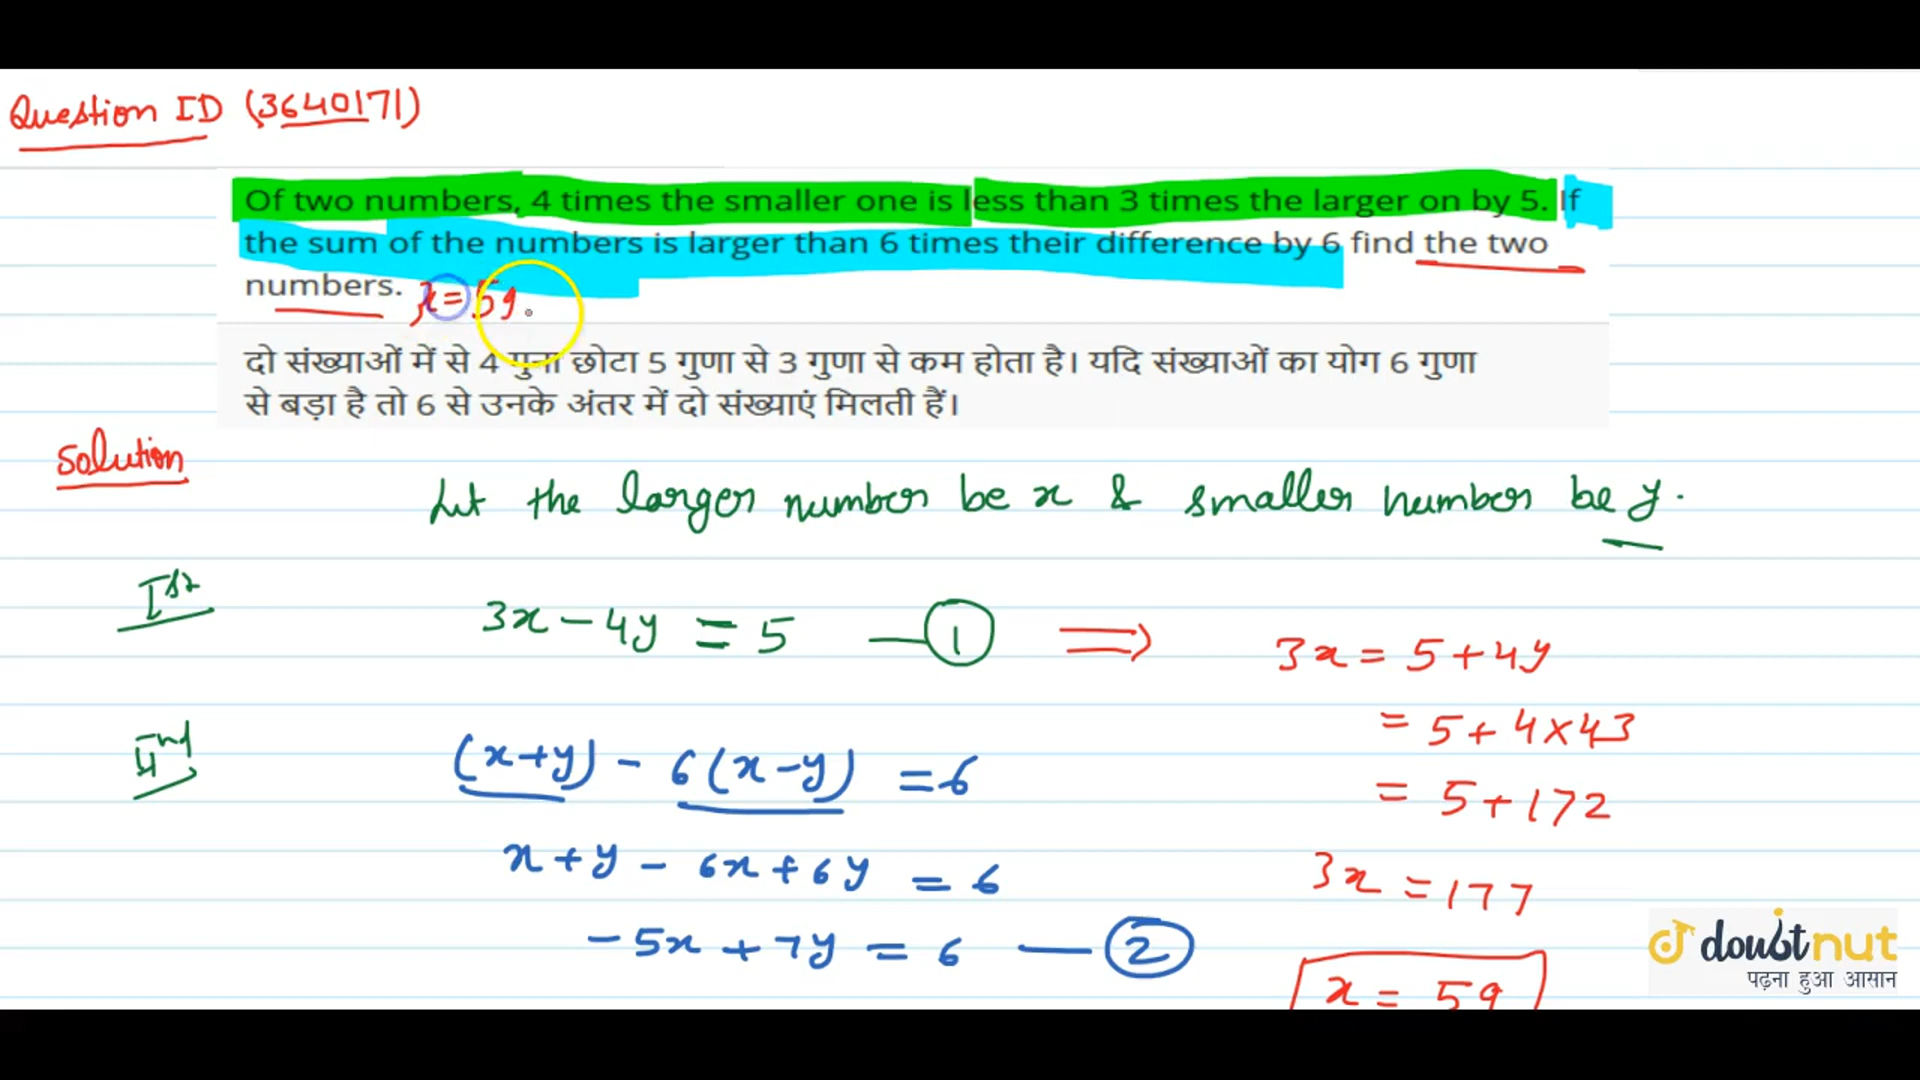 Question ID (3640171)
Of two numbers, 4 times the smaller one is less than 3 times the larger on by 5. If
the sum of the numbers is larger than 6 times their difference by 6 find the two
numbers. x = 59.
दो संख्याओं में से 4 गुना छोटा 5 गुणा से 3 गुणा से कम होता है। यदि संख्याओं का योग 6 गुणा
से बड़ा है तो 6 से उनके अंतर में दो संख्याएं मिलती हैं।
Solution
Let the larger number be x & smaller number be y.
Ist
3x - 4y = 5 — 1 ⟹ 3x = 5 + 4y
= 5 + 4 × 43
IInd
(x+y) - 6(x-y) = 6
= 5 + 172
x + y - 6x + 6y = 6
3x = 177
-5x + 7y = 6 — 2
x = 59
doubtnut
पढ़ना हुआ आसान